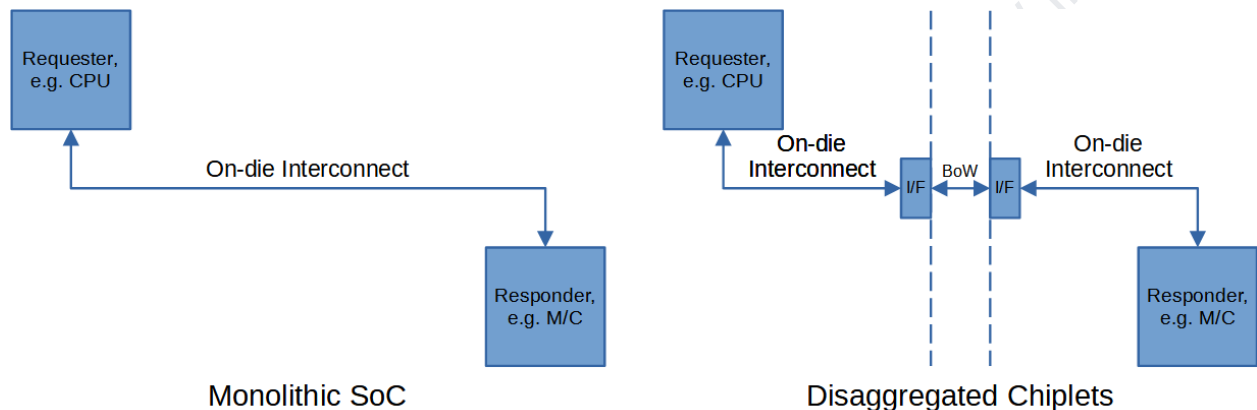 Requester,
e.g. CPU
On-die Interconnect
Responder,
e.g. M/C
Monolithic SoC
Requester,
e.g. CPU
On-die
Interconnect
I/F
BoW
I/F
On-die
Interconnect
Responder,
e.g. M/C
Disaggregated Chiplets